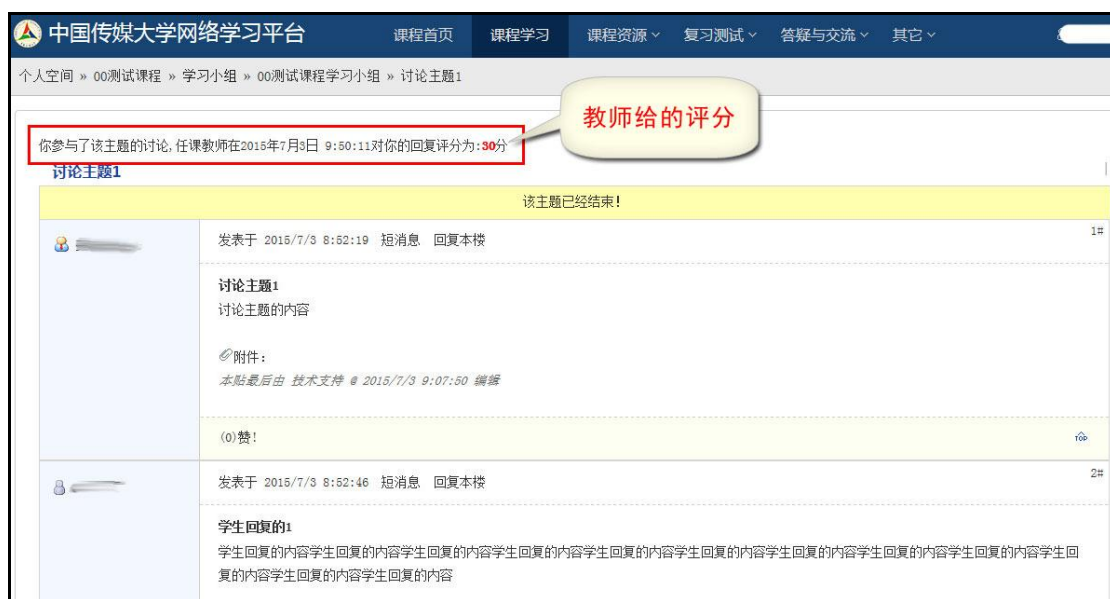 中国传媒大学网络学习平台 课程首页 课程学习 课程资源 复习测试 答疑与交流 其它
个人空间 » 00测试课程 » 学习小组 » 00测试课程学习小组 » 讨论主题1
教师给的评分
你参与了该主题的讨论,任课教师在2015年7月3日 9:50:11对你的回复评分为:30分
讨论主题1
该主题已经结束!
发表于 2015/7/3 8:52:19 短消息 回复本楼 1#
讨论主题1
讨论主题的内容
附件:
本贴最后由 技术支持 @ 2015/7/3 9:07:50 编辑
(0)赞! TOP
发表于 2015/7/3 8:52:46 短消息 回复本楼 2#
学生回复的1
学生回复的内容学生回复的内容学生回复的内容学生回复的内容学生回复的内容学生回复的内容学生回复的内容学生回复的内容学生回复的内容学生回
复的内容学生回复的内容学生回复的内容